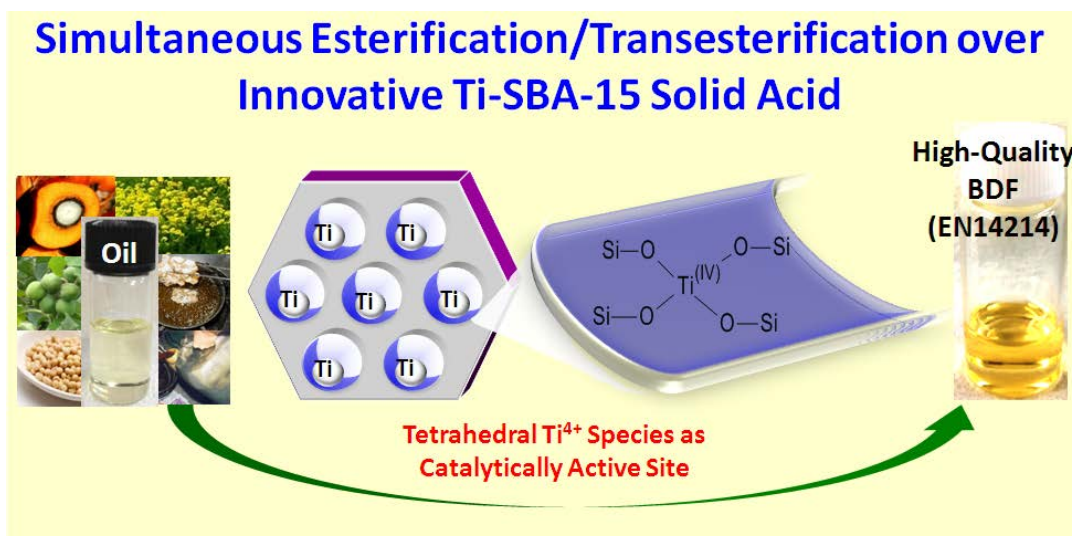 Simultaneous Esterification/Transesterification over
Innovative Ti-SBA-15 Solid Acid
High-Quality
BDF
(EN14214)
Oil
Ti
Ti
Ti
Ti
Ti
Ti
Ti
Si—O
O—Si
Ti(IV)
Si—O
O—Si
Tetrahedral Ti⁴⁺ Species as
Catalytically Active Site